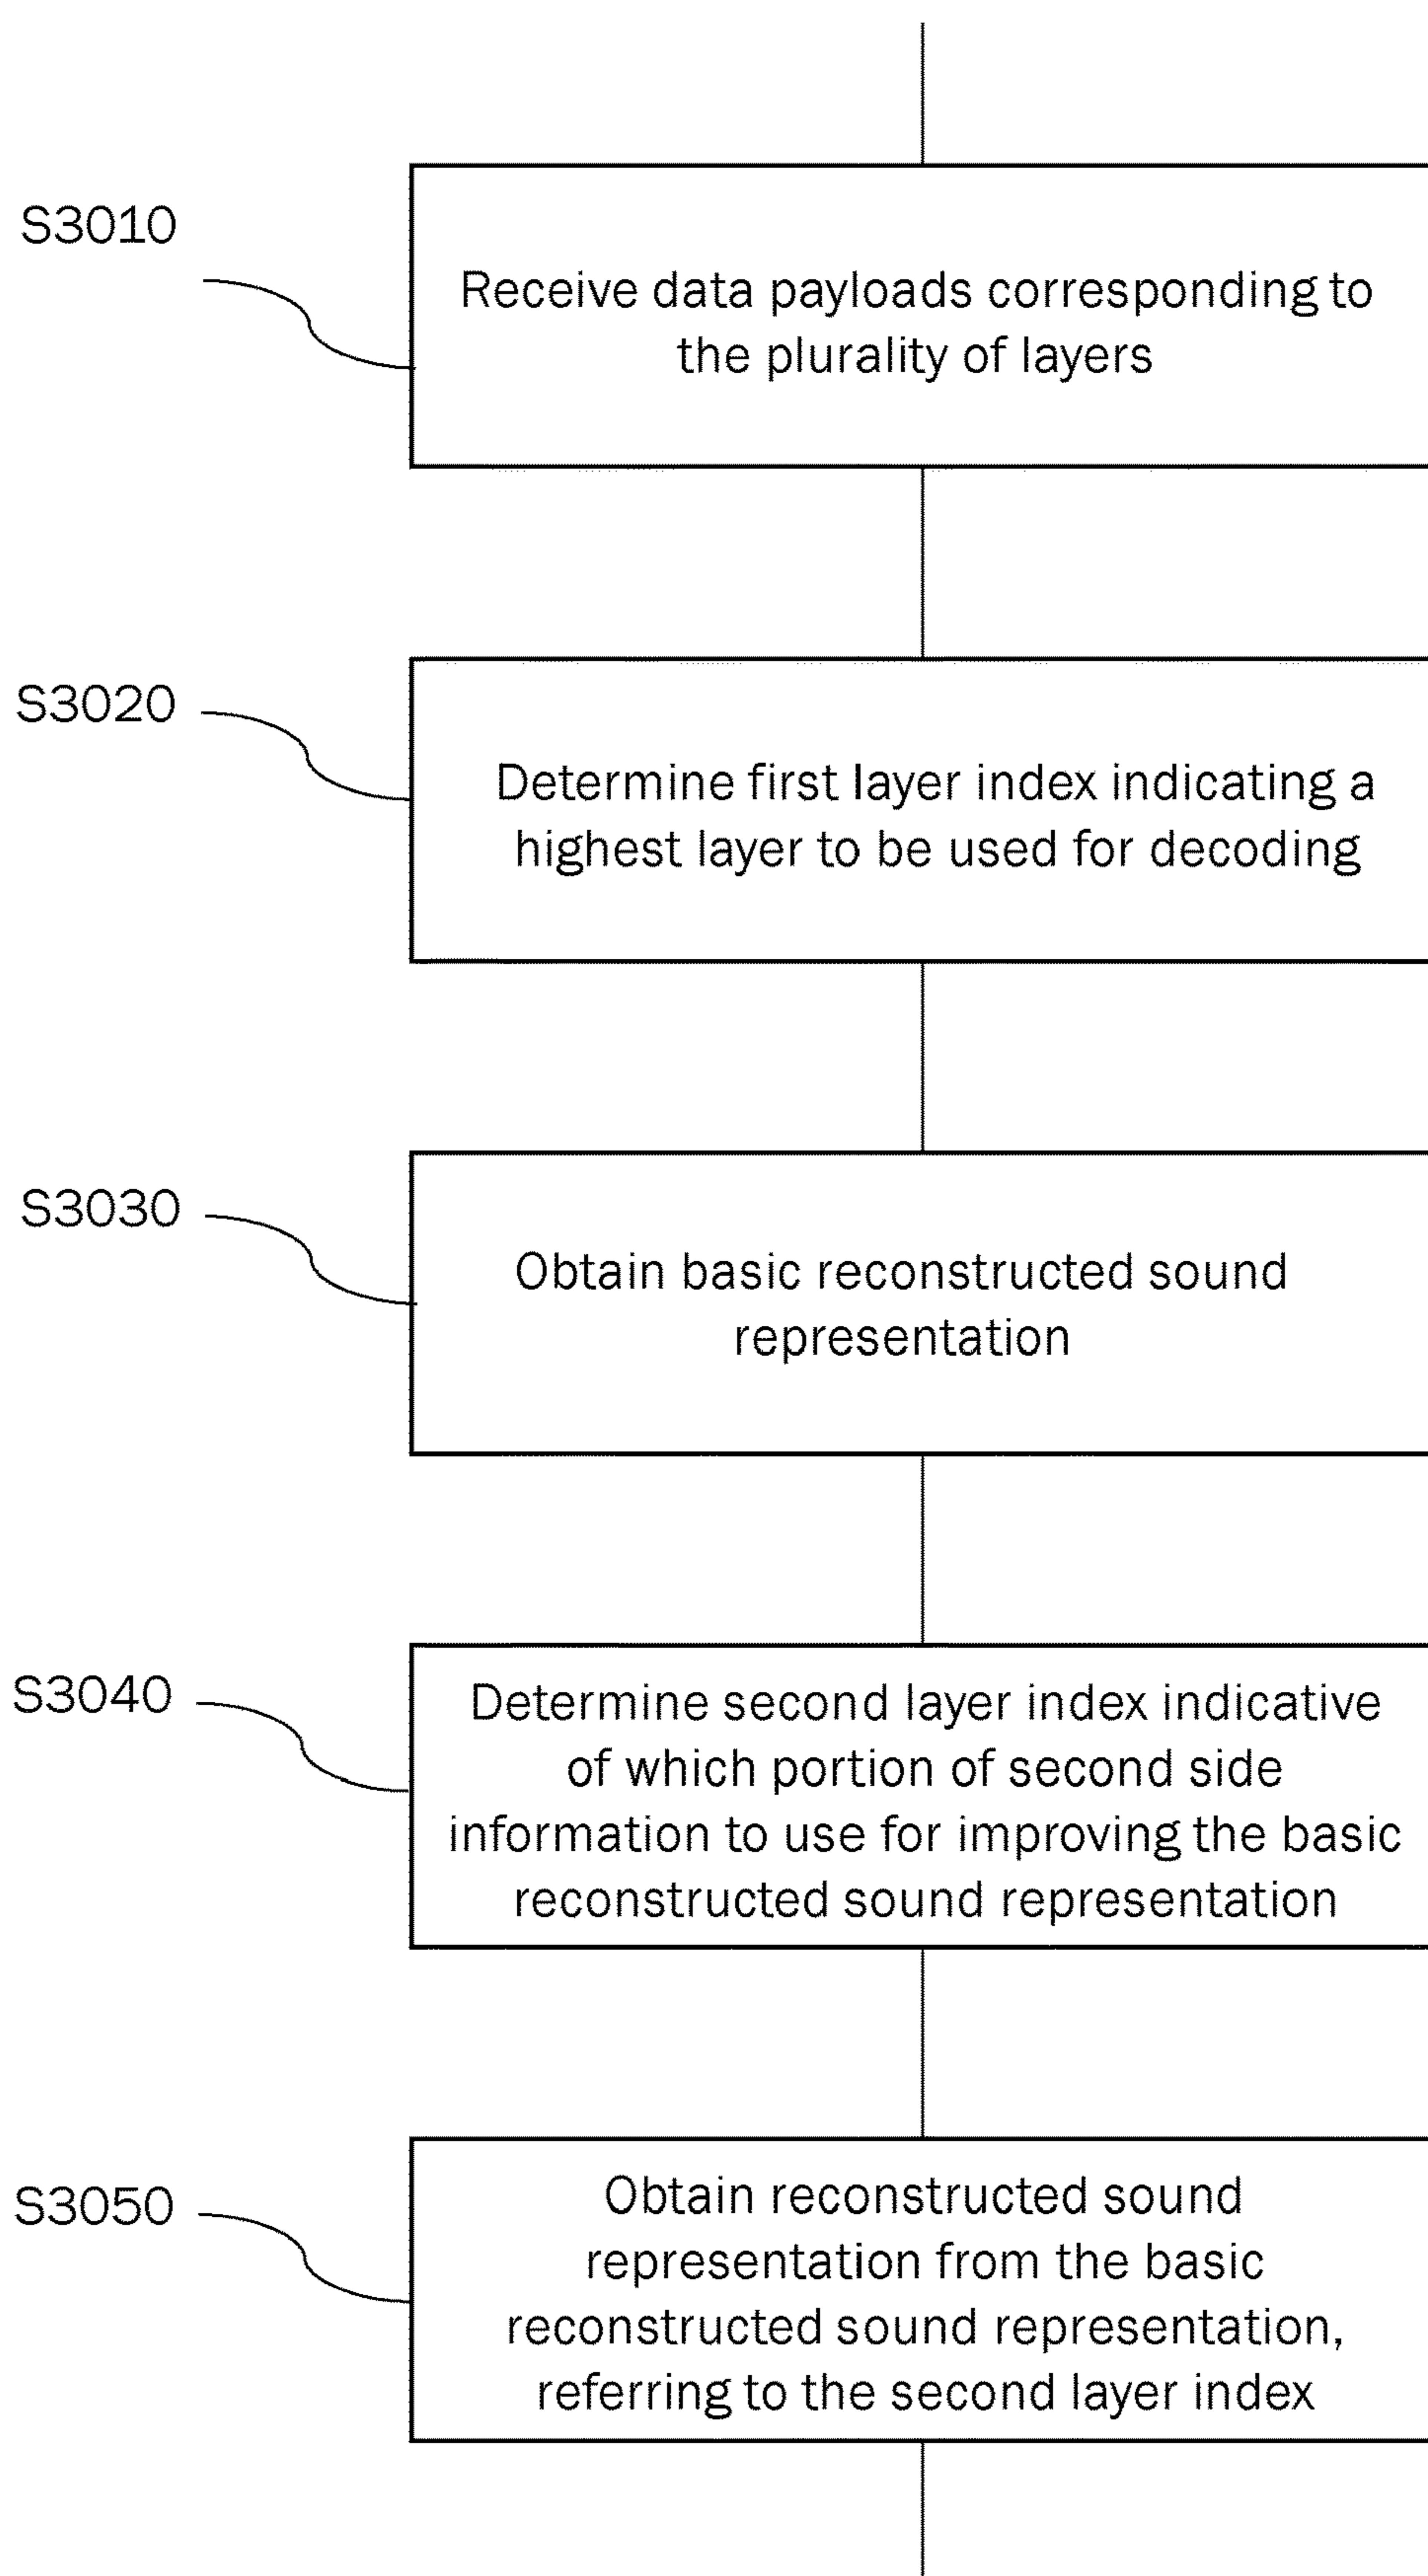 S3010
Receive data payloads corresponding to
the plurality of layers
S3020
Determine first layer index indicating a
highest layer to be used for decoding
S3030
Obtain basic reconstructed sound
representation
S3040
Determine second layer index indicative
of which portion of second side
information to use for improving the basic
reconstructed sound representation
S3050
Obtain reconstructed sound
representation from the basic
reconstructed sound representation,
referring to the second layer index